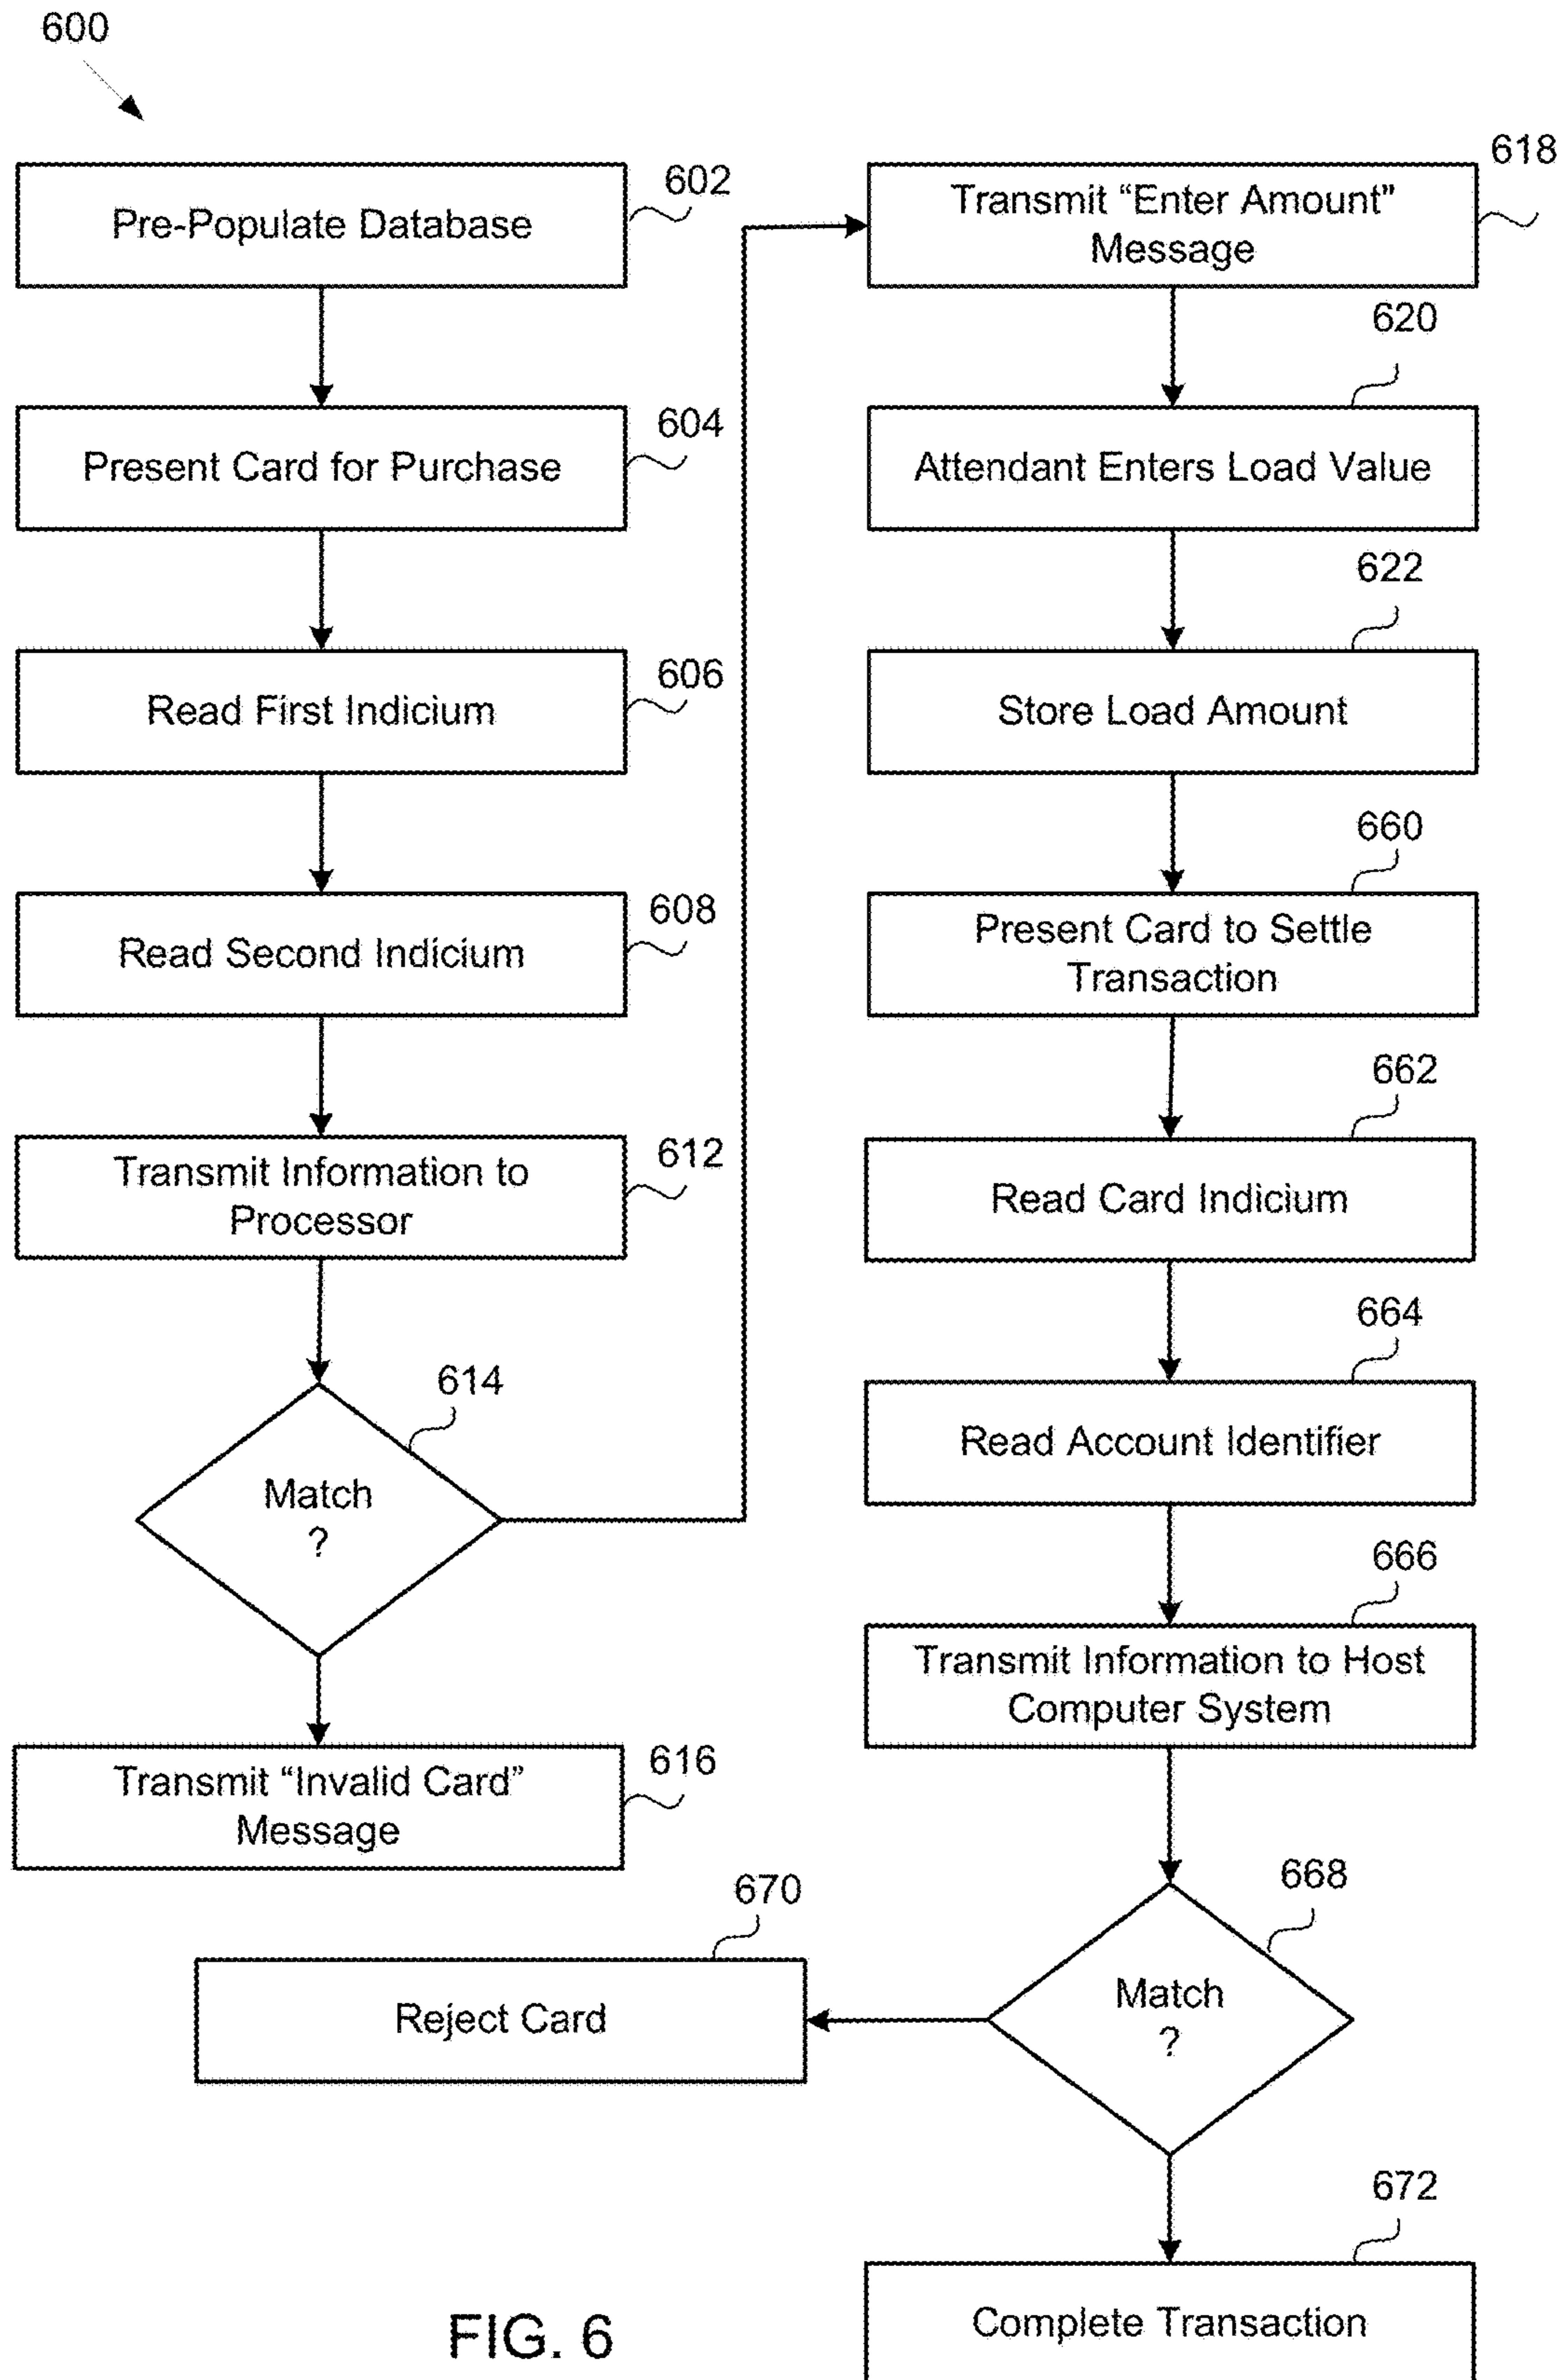 600
Pre-Populate Database
602
Present Card for Purchase
604
Read First Indicium
606
Read Second Indicium
608
Transmit Information to
Processor
612
Match
?
614
Transmit “Invalid Card”
Message
616
Transmit “Enter Amount”
Message
618
620
Attendant Enters Load Value
622
Store Load Amount
660
Present Card to Settle
Transaction
662
Read Card Indicium
664
Read Account Identifier
666
Transmit Information to Host
Computer System
668
Match
?
670
Reject Card
672
Complete Transaction
FIG. 6